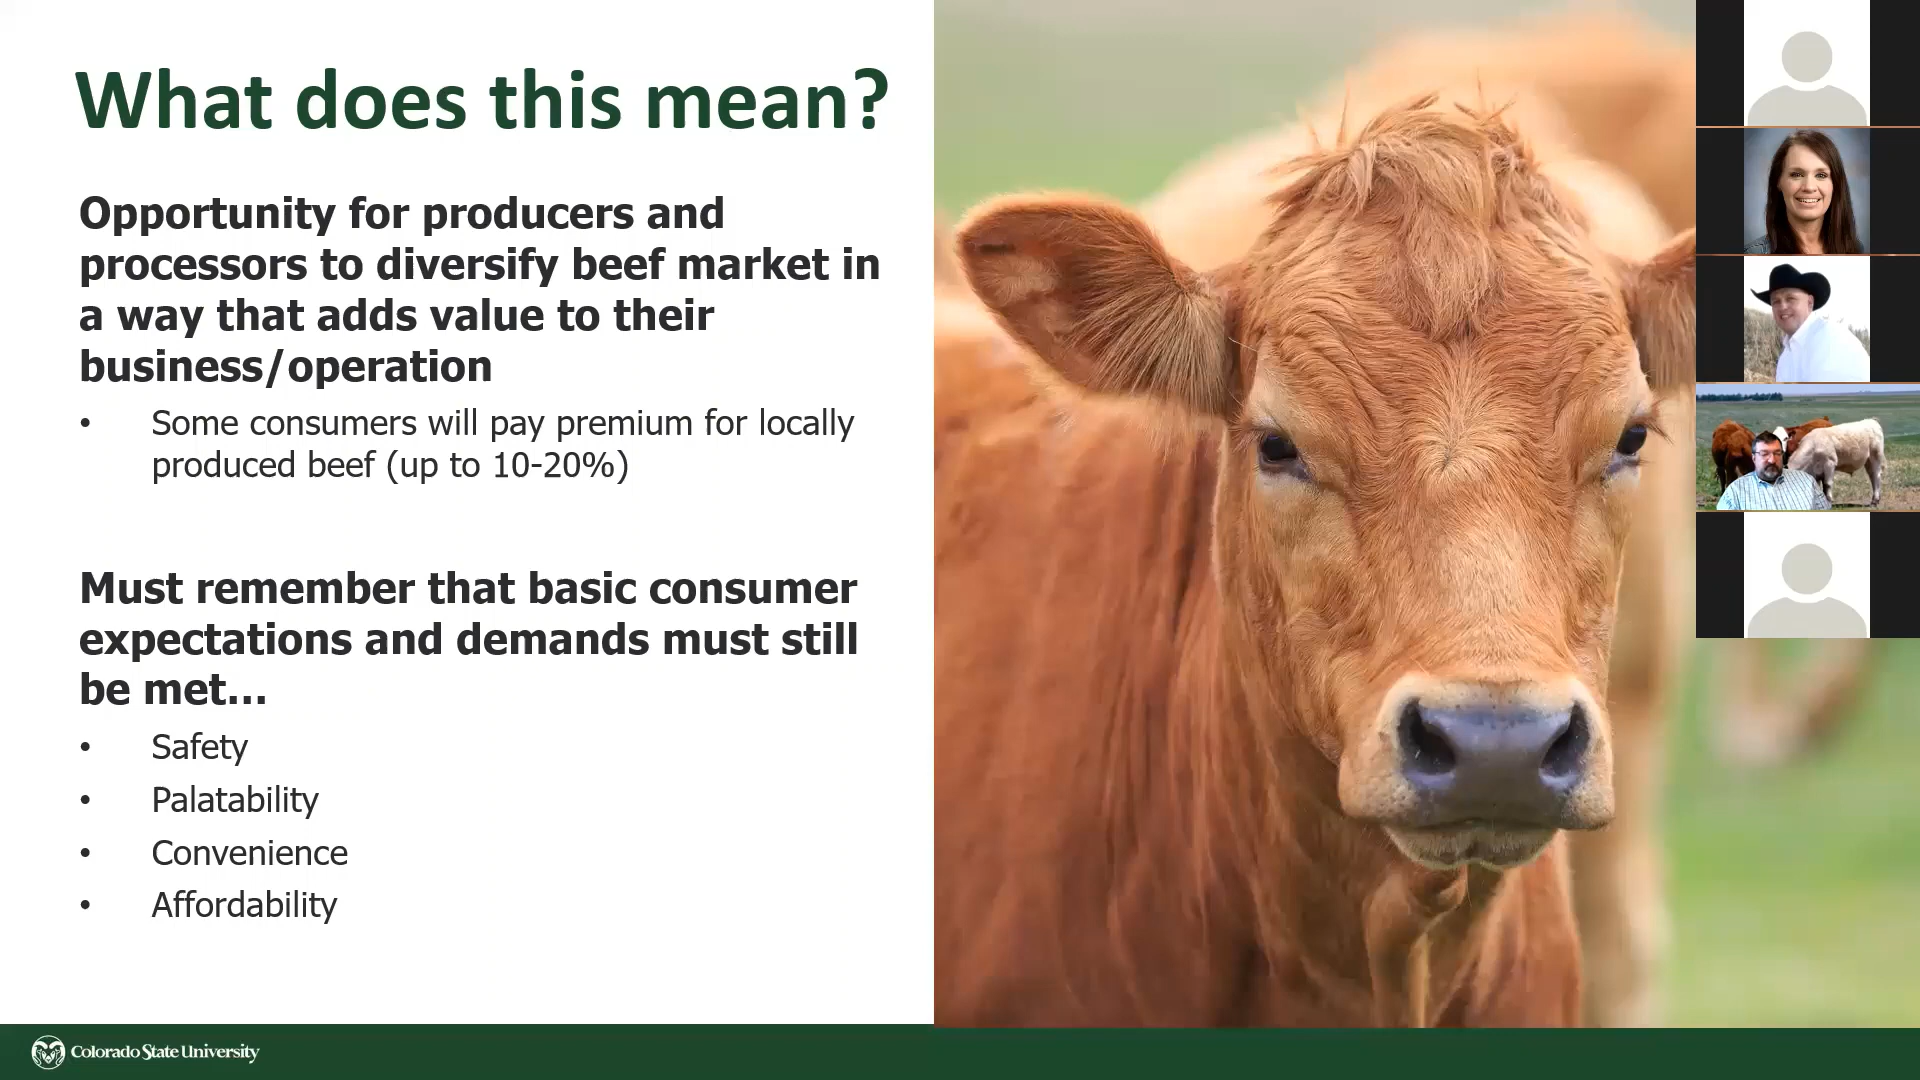 What does this mean?
Opportunity for producers and
processors to diversify beef market in
a way that adds value to their
business/operation
• Some consumers will pay premium for locally
produced beef (up to 10-20%)
Must remember that basic consumer
expectations and demands must still
be met...
• Safety
• Palatability
• Convenience
• Affordability
Colorado State University